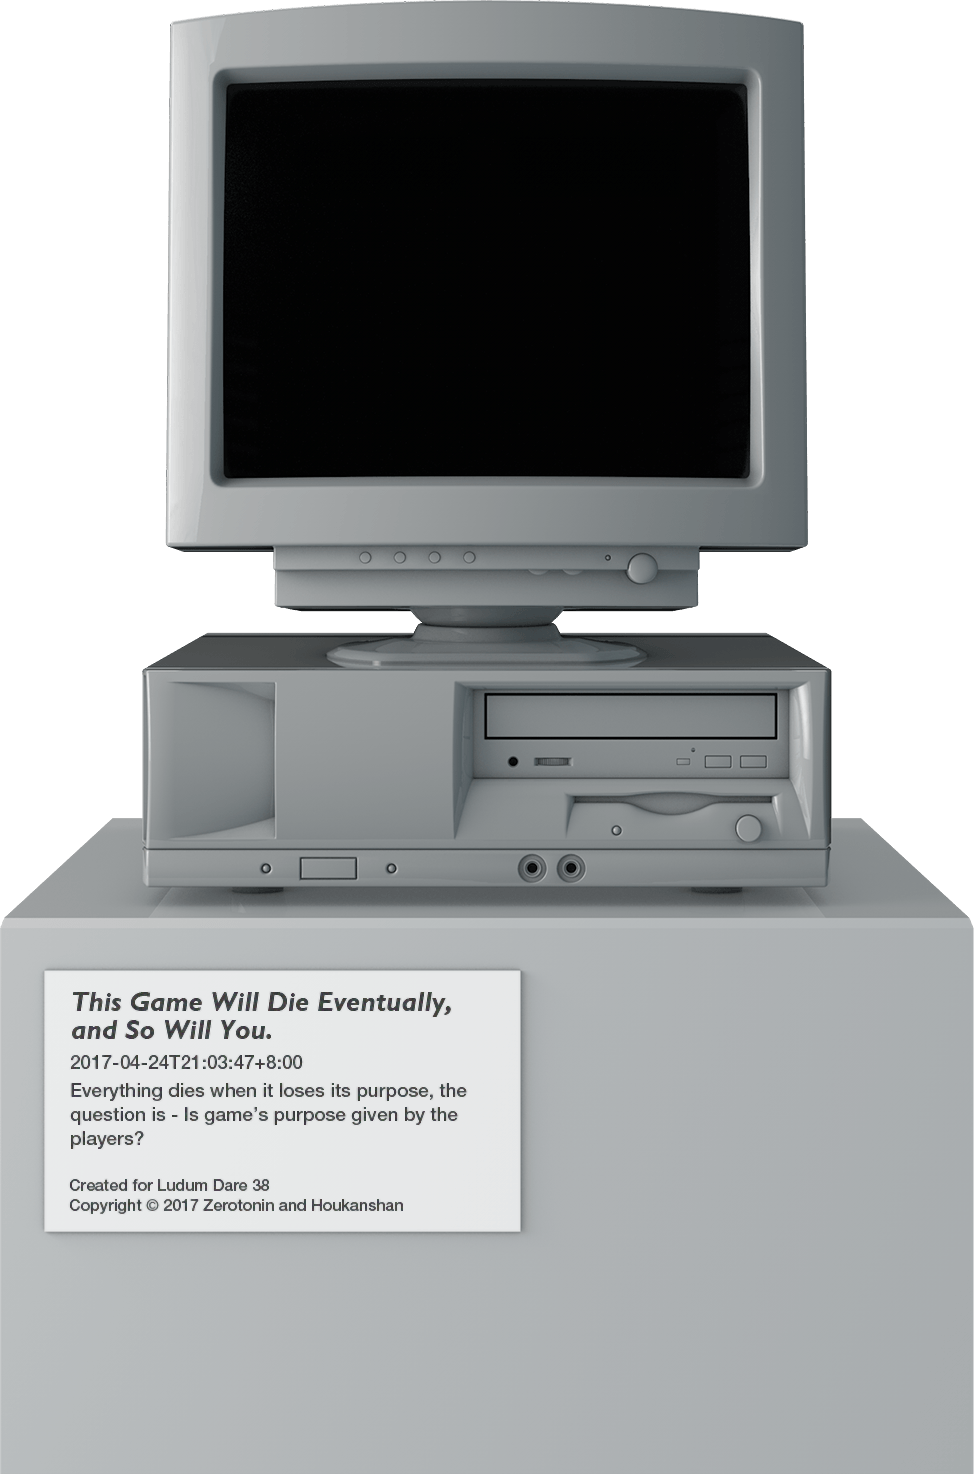 This Game Will Die Eventually,
and So Will You.
2017-04-24T21:03:47+8:00
Everything dies when it loses its purpose, the
question is - Is game’s purpose given by the
players?
Created for Ludum Dare 38
Copyright © 2017 Zerotonin and Houkanshan